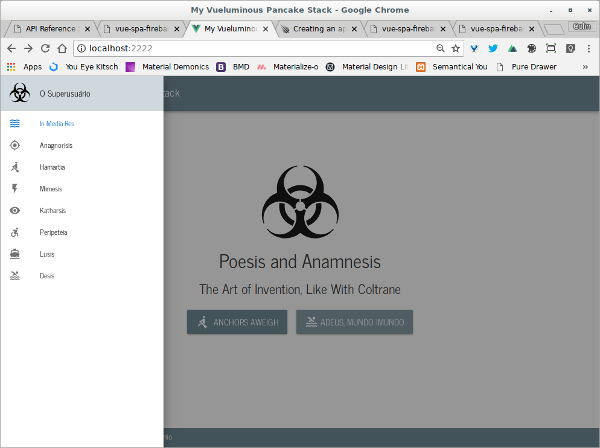 My Vueluminous Pancake Stack - Google Chrome
API Reference
vue-spa-fireba
My Vueluminou
Creating an ap
vue-spa-fireba
vue-spa-fireba
Colin
localhost:2222
Apps
You Eye Kitsch
Material Demonics
BMD
Materialize-o
Material Design Li
Semantical You
Pure Drawer
»
O Superusuário
tack
In Media Res
Anagnorisis
Hamartia
Mimesis
Katharsis
Peripeteia
Lusis
Desis
Poesis and Anamnesis
The Art of Invention, Like With Coltrane
ANCHORS AWEIGH
ADEUS, MUNDO IMUNDO